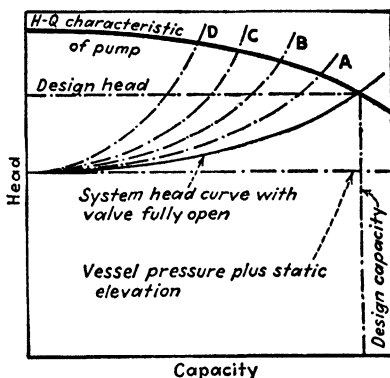 H-Q characteristic
of pump
D
C
B
A
Design head
System head curve with
valve fully open
Vessel pressure plus static
elevation
Design capacity
Head
Capacity